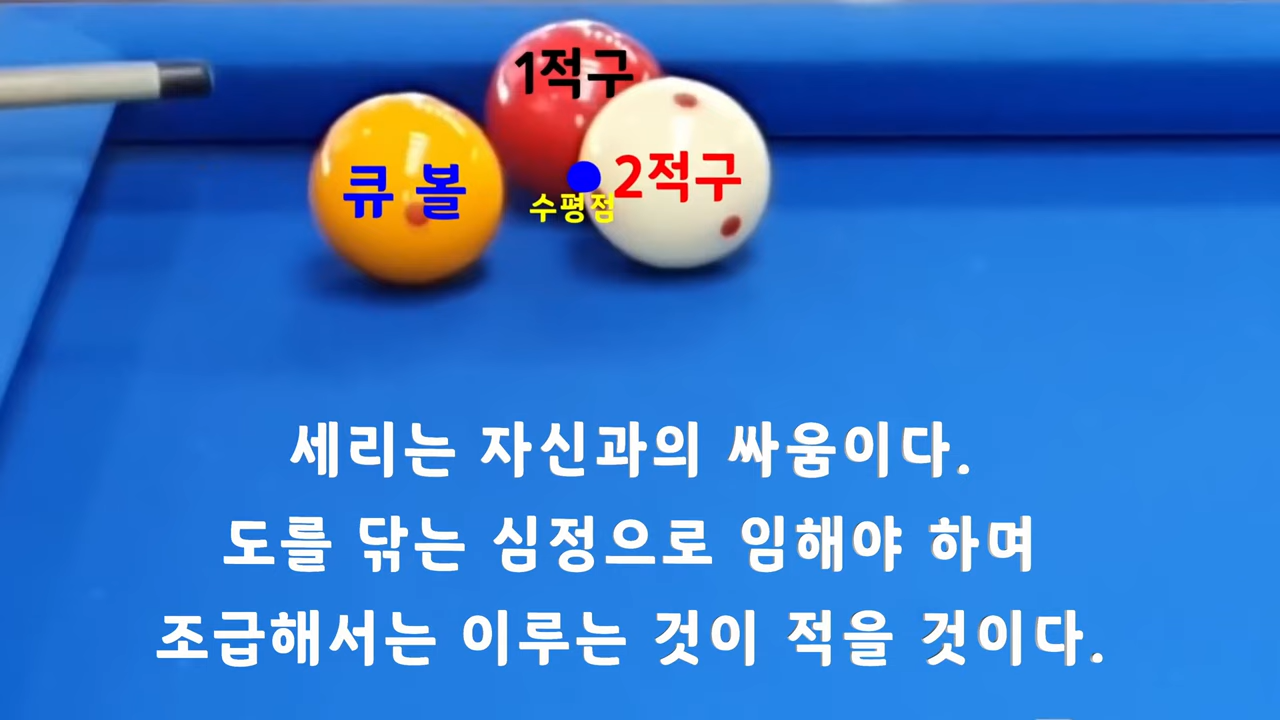 1적구
큐 볼
2적구
수평점
세리는 자신과의 싸움이다.
도를 닦는 심정으로 임해야 하며
조급해서는 이루는 것이 적을 것이다.